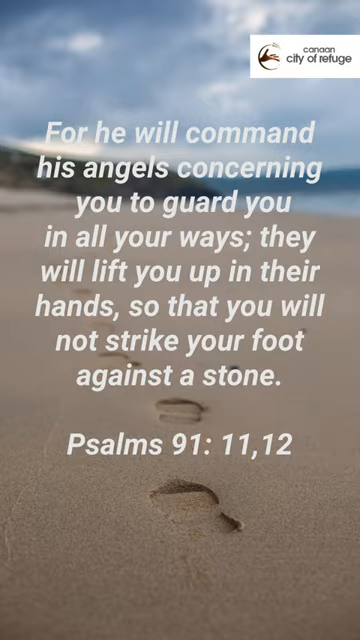 canaan
city of refuge
For he will command
his angels concerning
you to guard you
in all your ways; they
will lift you up in their
hands, so that you will
not strike your foot
against a stone.
Psalms 91: 11,12